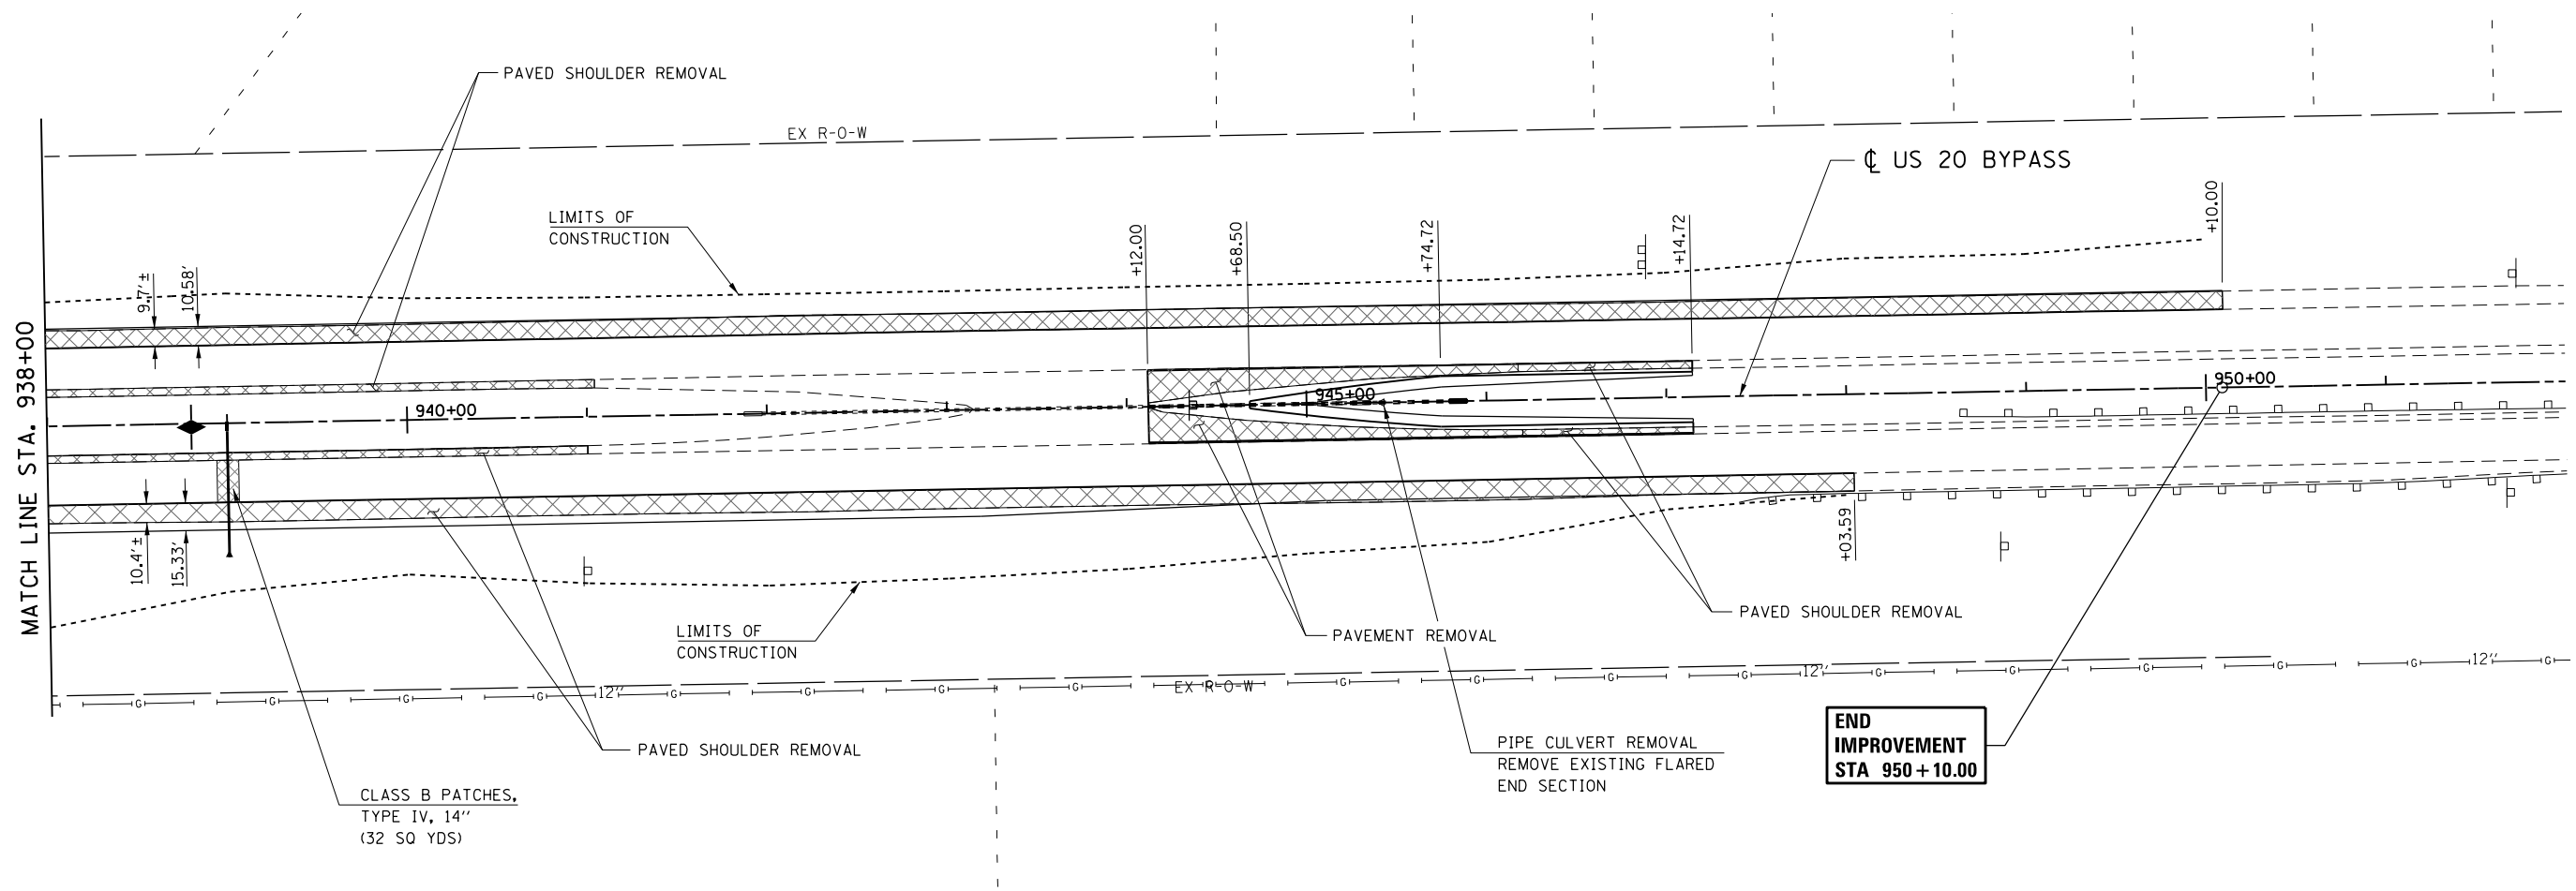 PAVED SHOULDER REMOVAL
EX R-O-W
℄ US 20 BYPASS
LIMITS OF
CONSTRUCTION
+12.00
+68.50
+74.72
+14.72
+10.00
9.7'±
10.58'
MATCH LINE STA. 938+00
940+00
945+00
950+00
10.4'±
15.33'
+03.59
LIMITS OF
CONSTRUCTION
PAVEMENT REMOVAL
PAVED SHOULDER REMOVAL
G G G G 12'' G G G G EX R-O-W G G G G 12'' G G G G 12'' G
PAVED SHOULDER REMOVAL
PIPE CULVERT REMOVAL
REMOVE EXISTING FLARED
END SECTION
END
IMPROVEMENT
STA 950+10.00
CLASS B PATCHES,
TYPE IV, 14''
(32 SQ YDS)